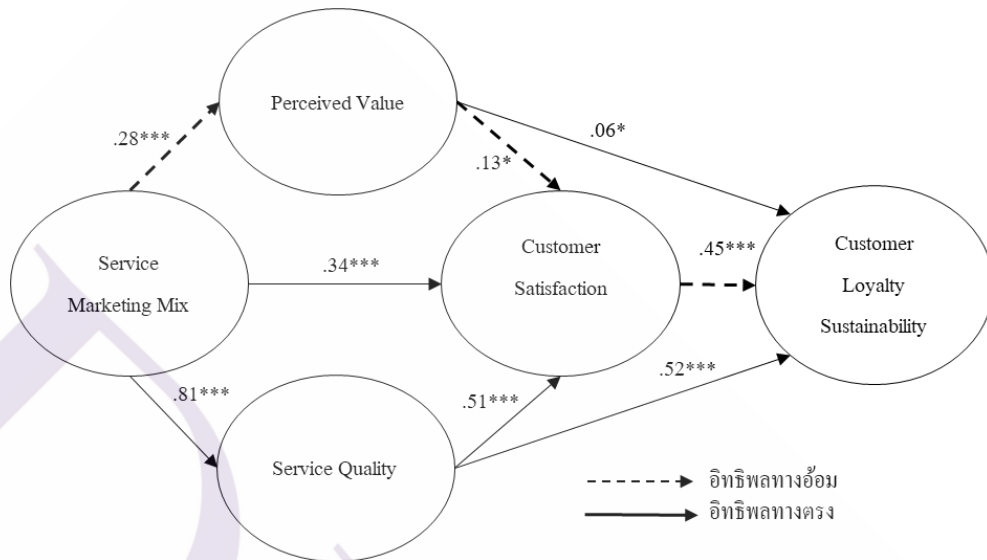 Perceived Value
.28***
.06*
.13*
Service
Marketing Mix
.34***
Customer
Satisfaction
.45***
Customer
Loyalty
Sustainability
.81***
.51***
.52***
Service Quality
อิทธิพลทางอ้อม
อิทธิพลทางตรง